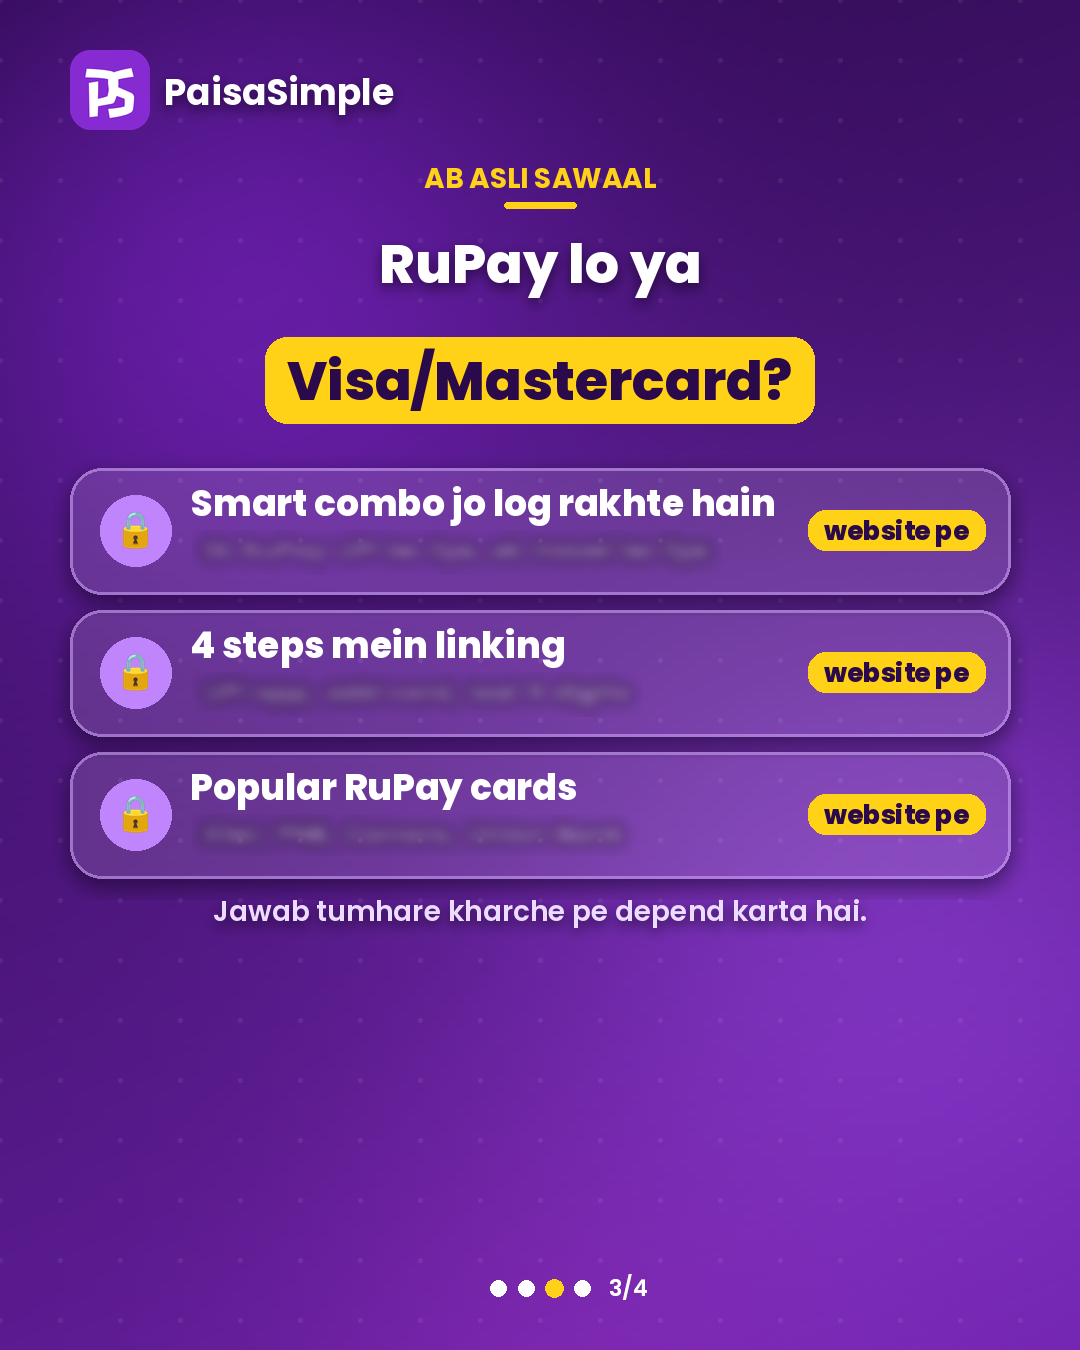 PaisaSimple
AB ASLI SAWAAL
RuPay lo ya
Visa/Mastercard?
Smart combo jo log rakhte hain
website pe
4 steps mein linking
website pe
Popular RuPay cards
website pe
Jawab tumhare kharche pe depend karta hai.
3/4